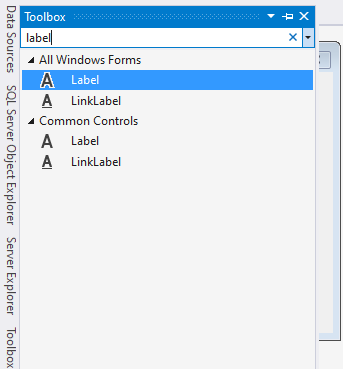 Toolbox
label
All Windows Forms
A Label
A LinkLabel
Common Controls
A Label
A LinkLabel
Data Sources
SQL Server Object Explorer
Server Explorer
Toolbox